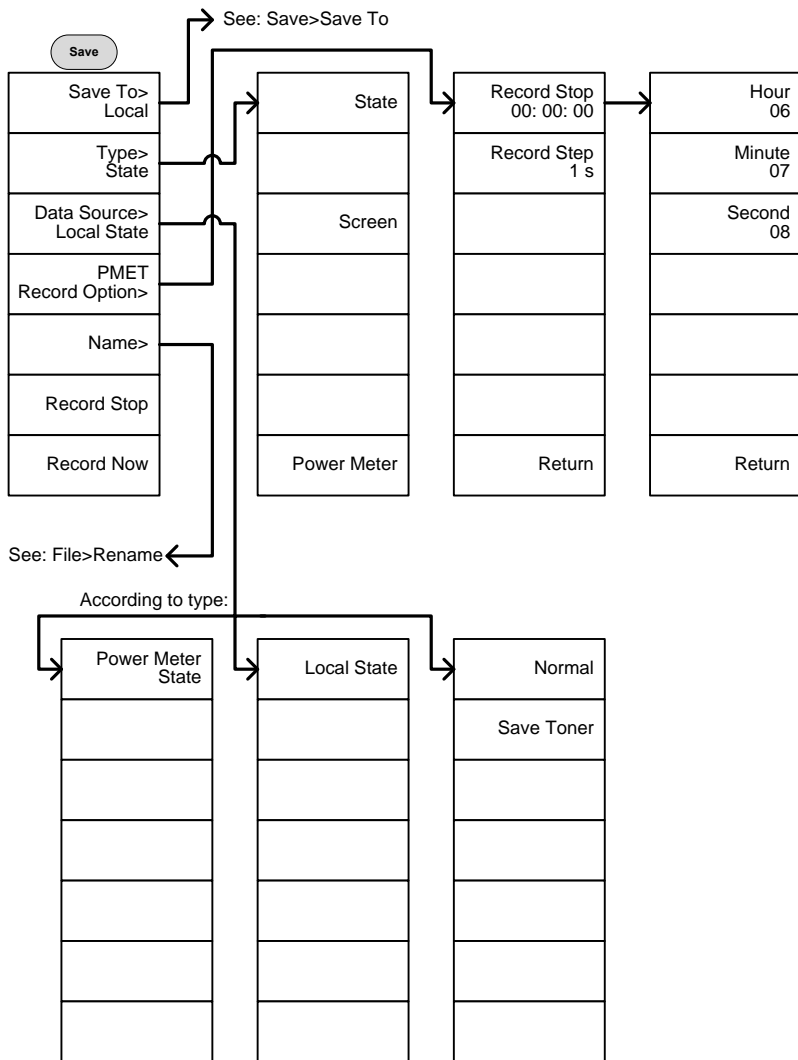 See: Save>Save To
Save
Save To>
Local
Type>
State
Data Source>
Local State
PMET
Record Option>
Name>
Record Stop
Record Now
State
Screen
Power Meter
Record Stop
00: 00: 00
Record Step
1 s
Return
Hour
06
Minute
07
Second
08
Return
See: File>Rename
According to type:
Power Meter
State
Local State
Normal
Save Toner